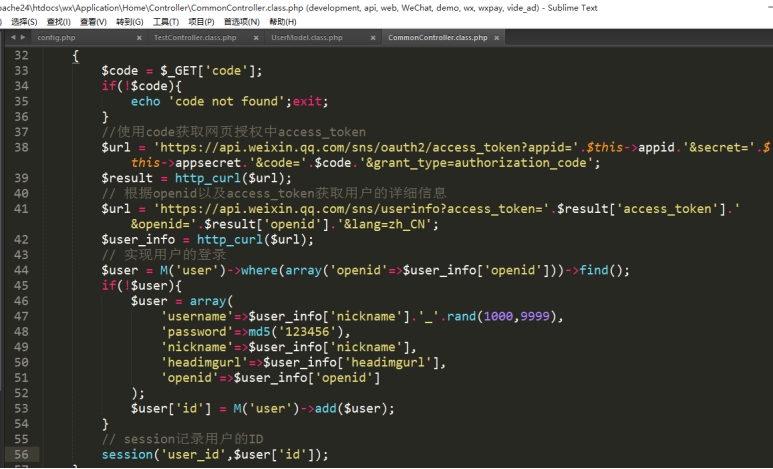 pache24\htdocs\wx\Application\Home\Controller\CommonController.class.php (development, api, web, WeChat, demo, wx, wxpay, vide_ad) - Sublime Text
) 选择(S) 查找(I) 查看(V) 转到(G) 工具(T) 项目(P) 首选项(N) 帮助(H)
config.php × TestController.class.php × UserModel.class.php × CommonController.class.php ×
32 {
33 $code = $_GET['code'];
34 if(!$code){
35 echo 'code not found';exit;
36 }
37 //使用code获取网页授权中access_token
38 $url = 'https://api.weixin.qq.com/sns/oauth2/access_token?appid='.$this->appid.'&secret='.$
this->appsecret.'&code='.$code.'&grant_type=authorization_code';
39 $result = http_curl($url);
40 // 根据openid以及access_token获取用户的详细信息
41 $url = 'https://api.weixin.qq.com/sns/userinfo?access_token='.$result['access_token'].'
&openid='.$result['openid'].'&lang=zh_CN';
42 $user_info = http_curl($url);
43 // 实现用户的登录
44 $user = M('user')->where(array('openid'=>$user_info['openid']))->find();
45 if(!$user){
46 $user = array(
47 'username'=>$user_info['nickname'].'_'.rand(1000,9999),
48 'password'=>md5('123456'),
49 'nickname'=>$user_info['nickname'],
50 'headimgurl'=>$user_info['headimgurl'],
51 'openid'=>$user_info['openid']
52 );
53 $user['id'] = M('user')->add($user);
54 }
55 // session记录用户的ID
56 session('user_id',$user['id']);
57 }